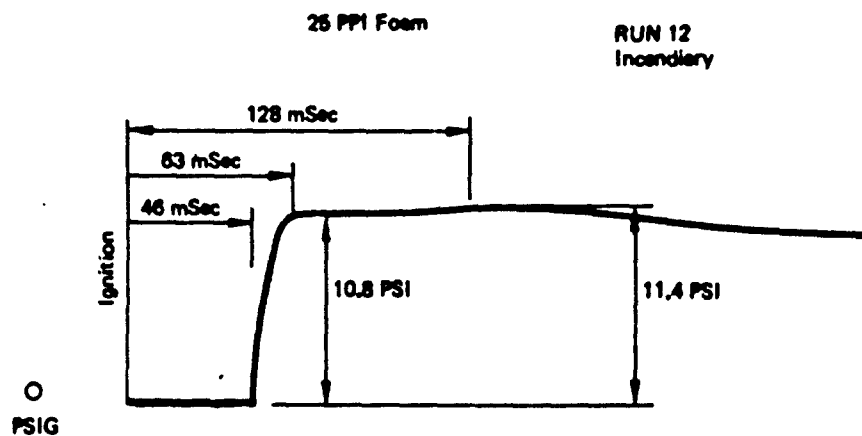 25 PPI Foam
RUN 12
Incendiary
128 mSec
63 mSec
46 mSec
Ignition
10.8 PSI
11.4 PSI
O
PSIG